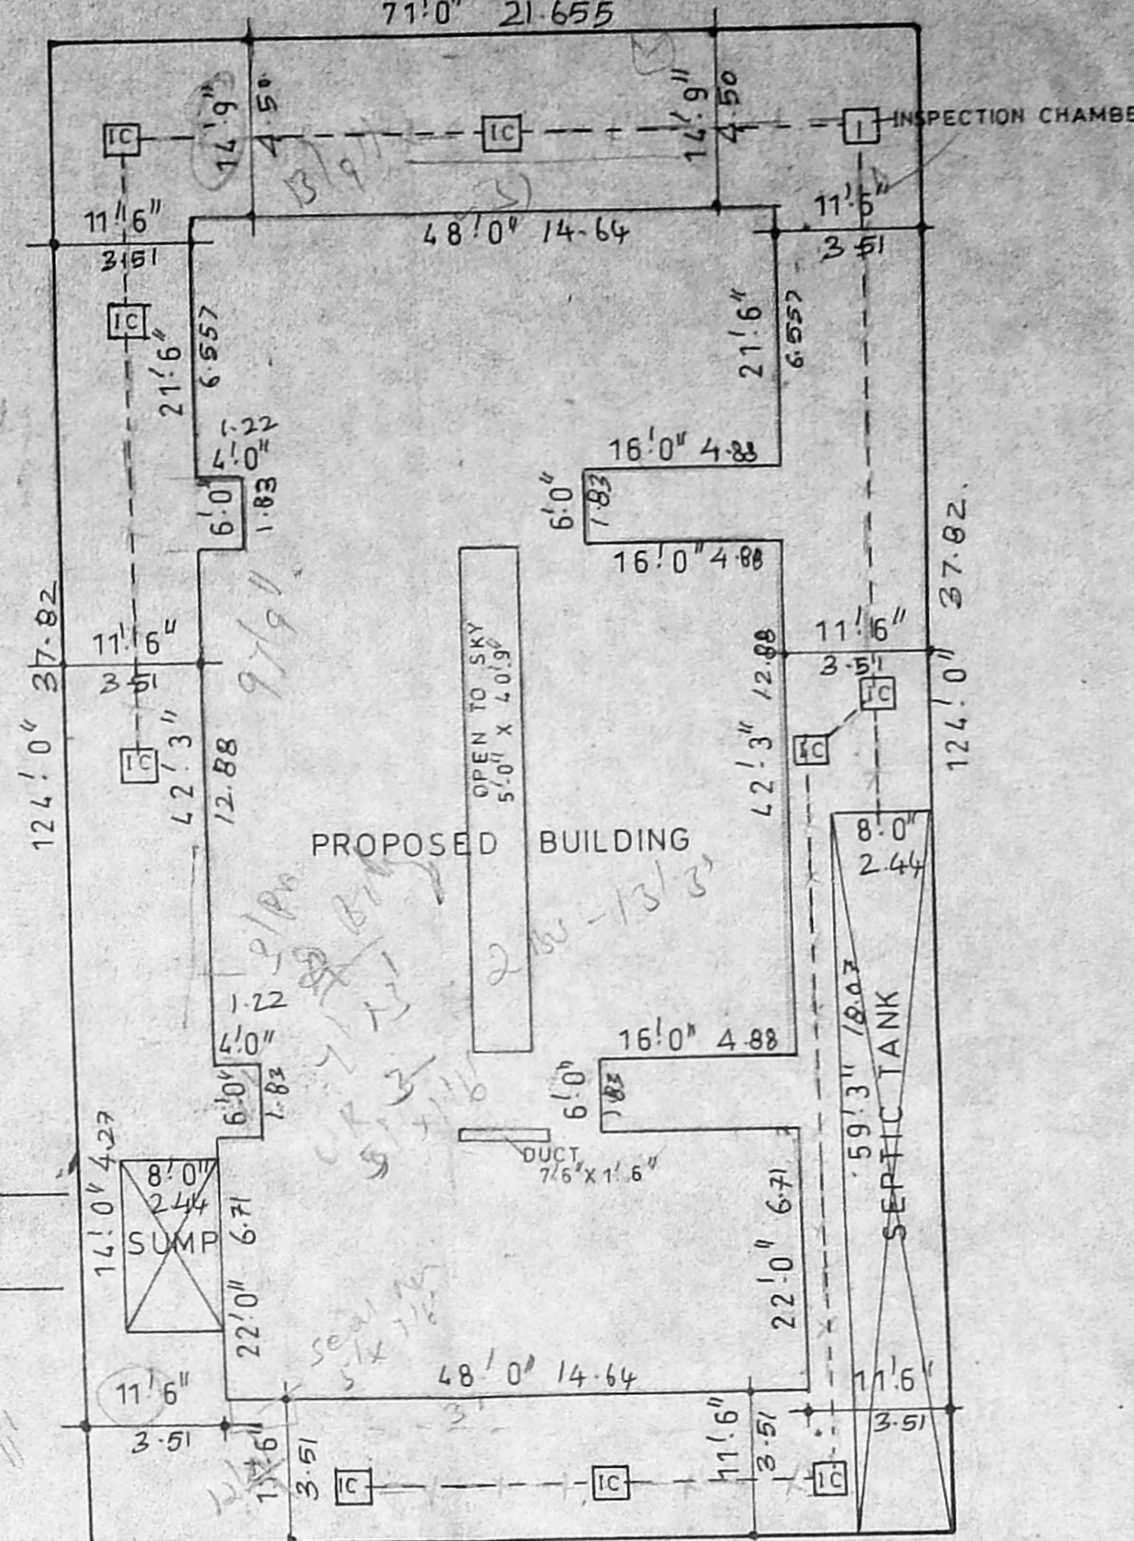 71'0" 21.655
14'9" 4.50
14'9" 4.50
IC
IC
I
INSPECTION CHAMBE
11'6"
3.51
48'0" 14.64
11'6"
3.51
IC
21'6" 6.557
21'6" 6.557
1.22
4'0"
6'0" 1.83
16'0" 4.88
6'0" 1.83
16'0" 4.88
124'0" 37.82
11'6"
3.51
IC
42'3" 12.88
OPEN TO SKY
5'0" X 40'9"
42'3" 12.88
11'6"
3.51
IC
IC
124'0" 37.82.
PROPOSED BUILDING
8'0"
2.44
59'3" 18.07
SEPTIC TANK
1.22
4'0"
6'0" 1.83
16'0" 4.88
6'0" 1.83
DUCT
7'6" X 1'6"
14'0" 4.27
8'0"
2.44
SUMP
22'0" 6.71
22'0" 6.71
48'0" 14.64
11'6"
3.51
11'6"
3.51
11'6" 3.51
11'6" 3.51
IC
IC
IC